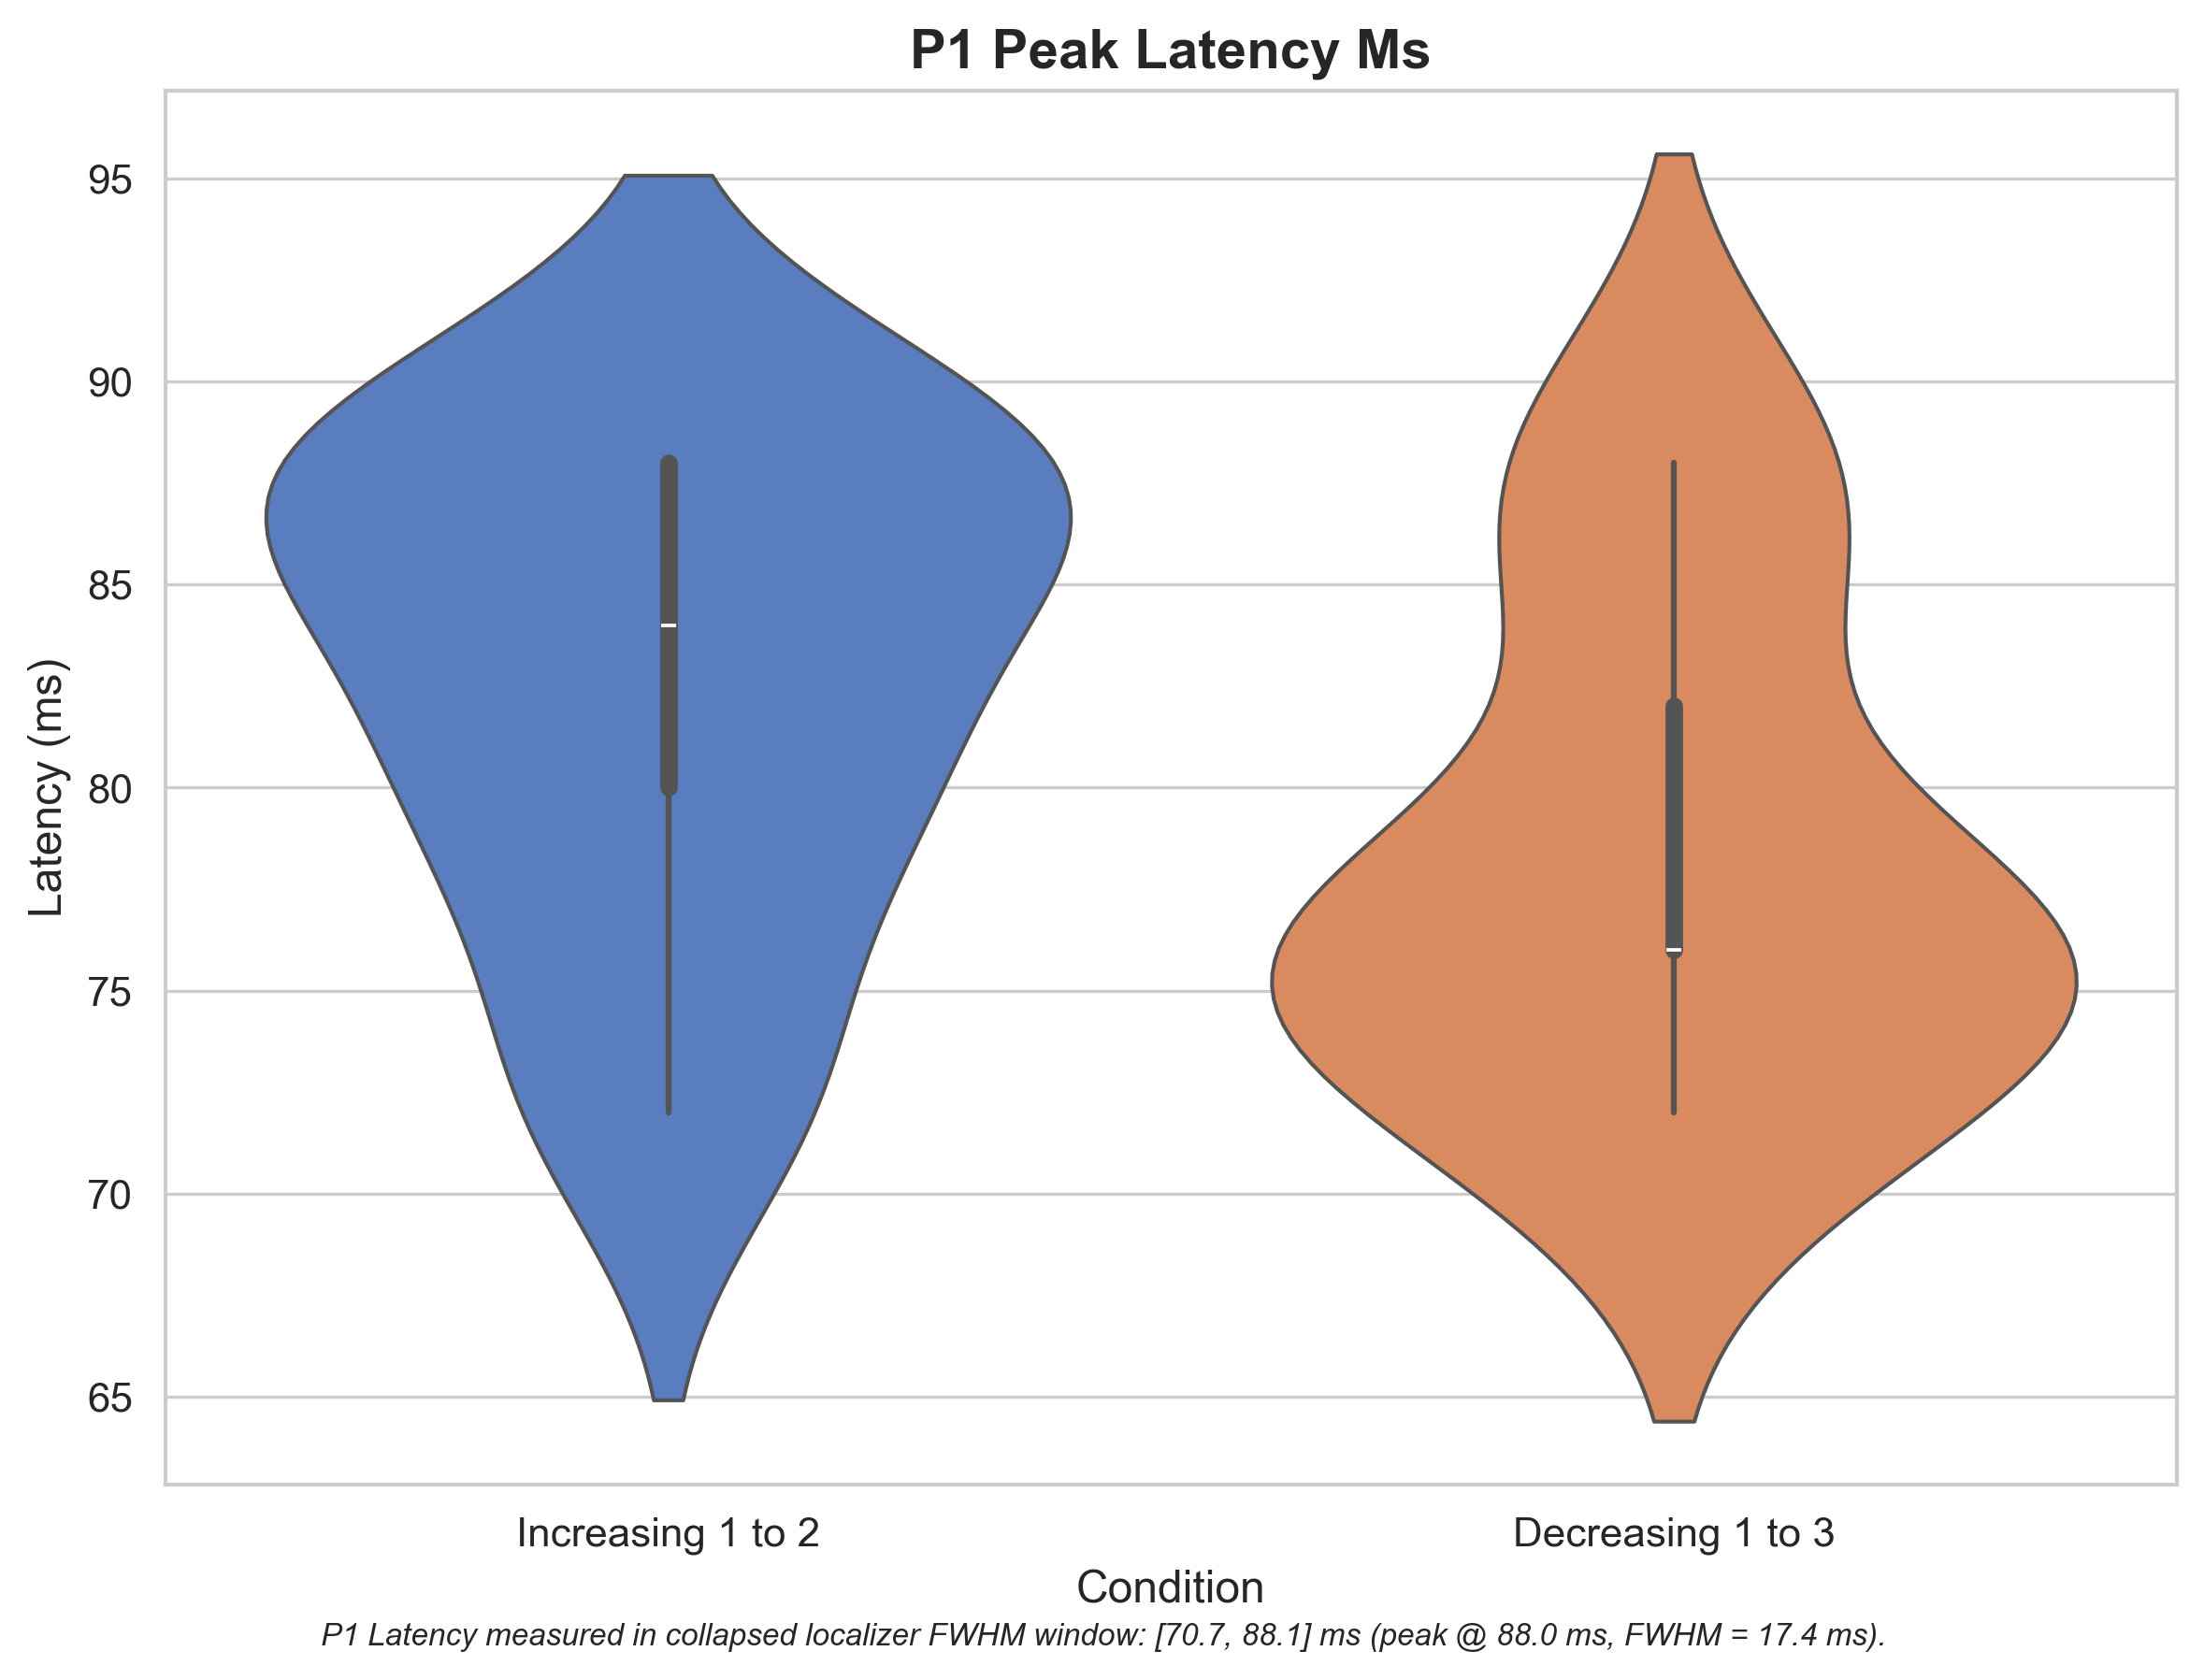 P1 Peak Latency Ms
95
90
85
80
75
70
65
Latency (ms)
Increasing 1 to 2
Decreasing 1 to 3
Condition
P1 Latency measured in collapsed localizer FWHM window: [70.7, 88.1] ms (peak @ 88.0 ms, FWHM = 17.4 ms).